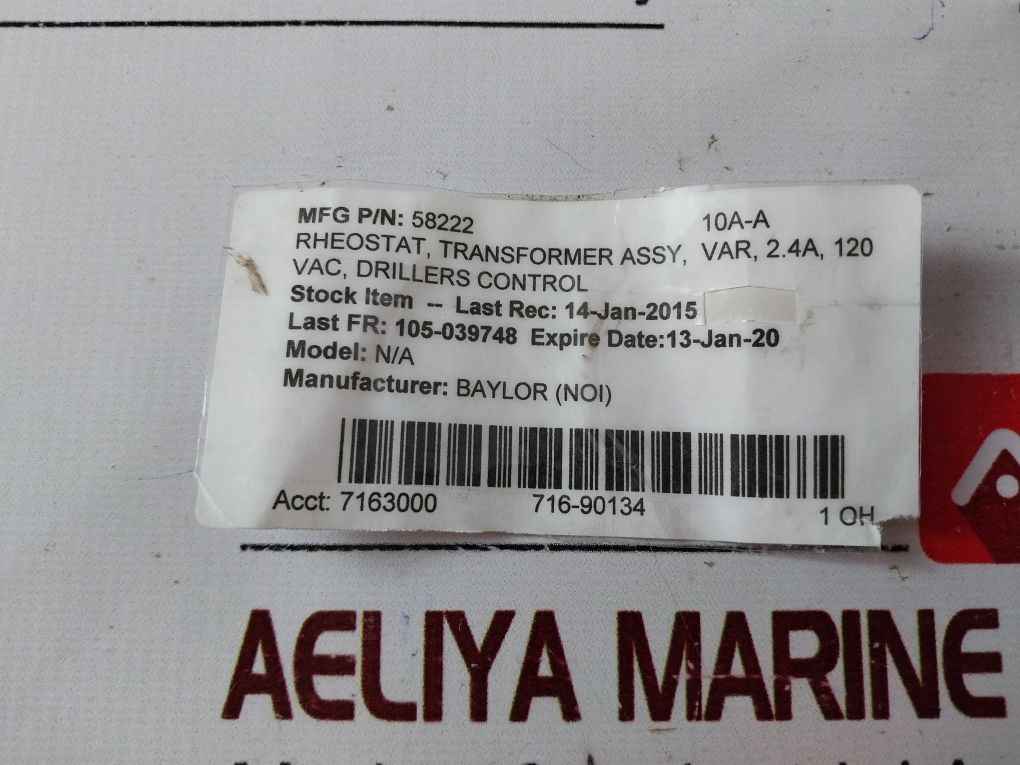 MFG P/N: 58222 10A-A
RHEOSTAT, TRANSFORMER ASSY, VAR, 2.4A, 120
VAC, DRILLERS CONTROL
Stock Item -- Last Rec: 14-Jan-2015
Last FR: 105-039748 Expire Date:13-Jan-20
Model: N/A
Manufacturer: BAYLOR (NOI)
Acct: 7163000 716-90134 1 OH
AELIYA MARINE